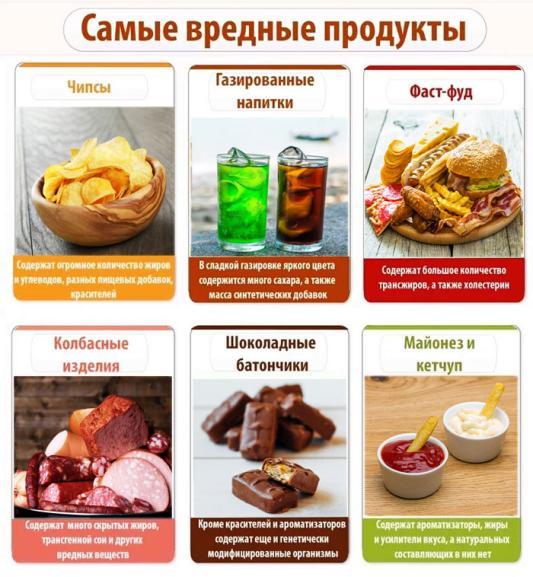 Самые вредные продукты
Чипсы
Содержат огромное количество жиров
и углеводов, разных пищевых добавок,
красителей
Газированные
напитки
В сладкой газировке яркого цвета
содержится много сахара, а также
масса синтетических добавок
Фаст-фуд
Содержат большое количество
трансжиров, а также холестерин
Колбасные
изделия
Содержат много скрытых жиров,
трансгенной сои и других
вредных веществ
Шоколадные
батончики
Кроме красителей и ароматизаторов
содержат еще и генетически
модифицированные организмы
Майонез и
кетчуп
Содержат ароматизаторы, жиры
и усилители вкуса, а натуральных
составляющих в них нет